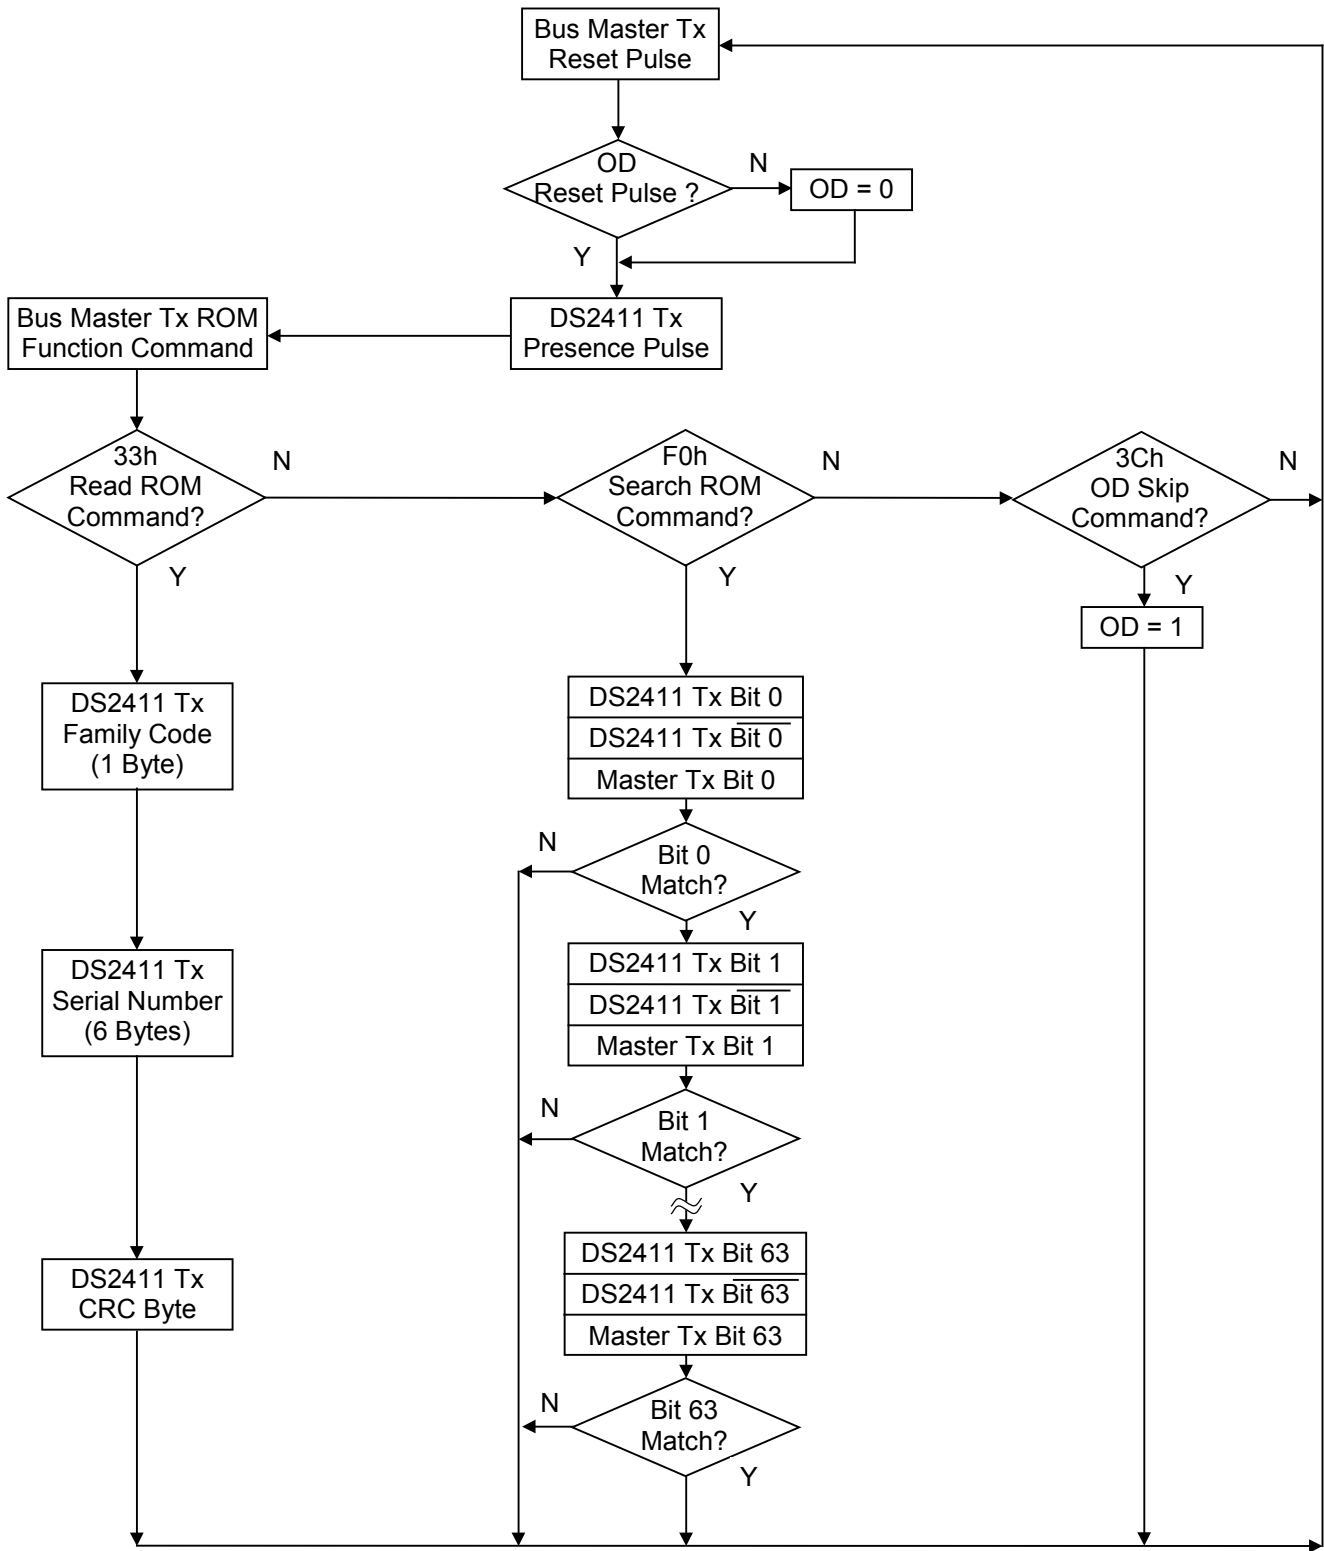 Bus Master Tx
Reset Pulse
OD
Reset Pulse ?
N
OD = 0
Y
Bus Master Tx ROM
Function Command
DS2411 Tx
Presence Pulse
33h
Read ROM
Command?
N
F0h
Search ROM
Command?
N
3Ch
OD Skip
Command?
N
Y
Y
Y
OD = 1
DS2411 Tx
Family Code
(1 Byte)
DS2411 Tx Bit 0
DS2411 Tx B̅i̅t̅ ̅0̅
Master Tx Bit 0
N
Bit 0
Match?
Y
DS2411 Tx
Serial Number
(6 Bytes)
DS2411 Tx Bit 1
DS2411 Tx B̅i̅t̅ ̅1̅
Master Tx Bit 1
N
Bit 1
Match?
Y
DS2411 Tx
CRC Byte
DS2411 Tx Bit 63
DS2411 Tx B̅i̅t̅ ̅6̅3̅
Master Tx Bit 63
N
Bit 63
Match?
Y